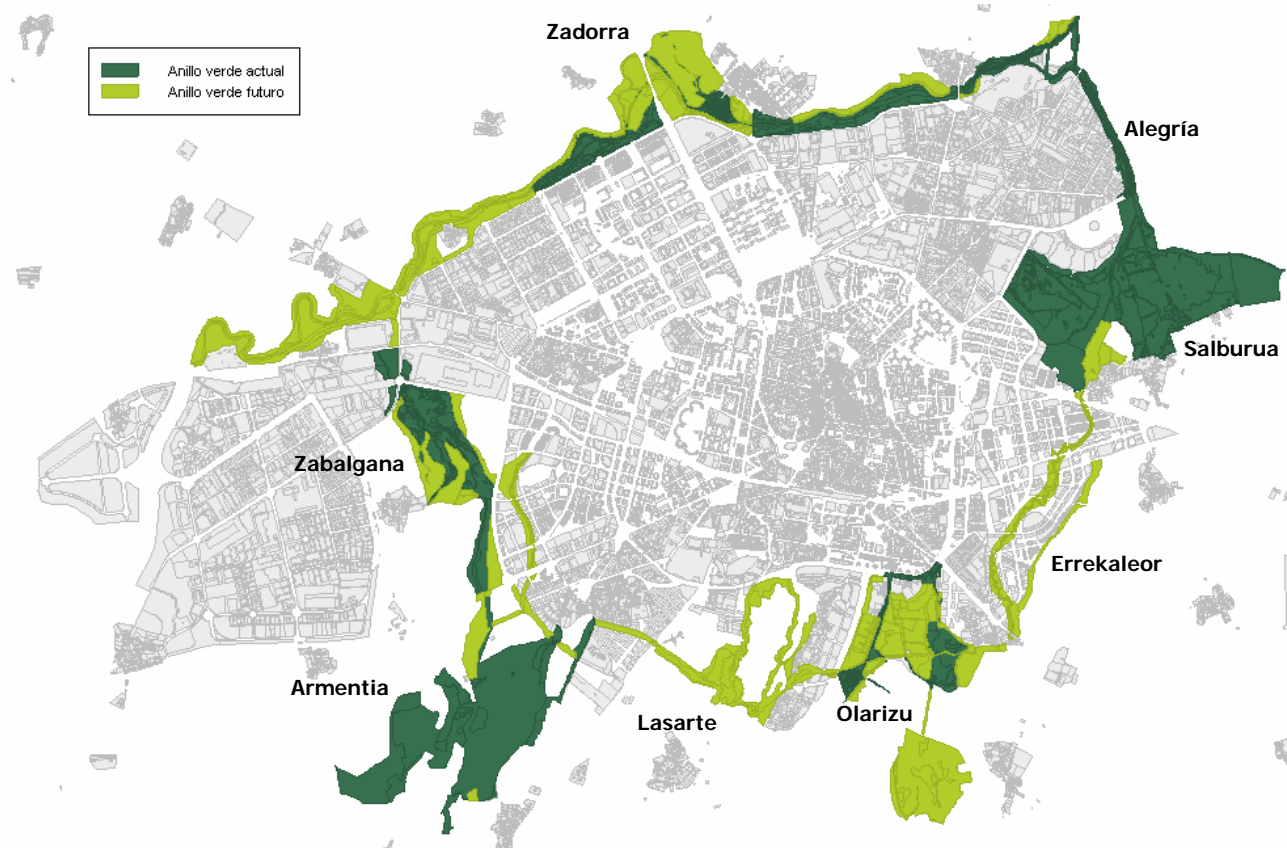 Zadorra
Anillo verde actual
Anillo verde futuro
Alegría
Salburua
Zabalgana
Errekaleor
Armentia
Lasarte
Olarizu